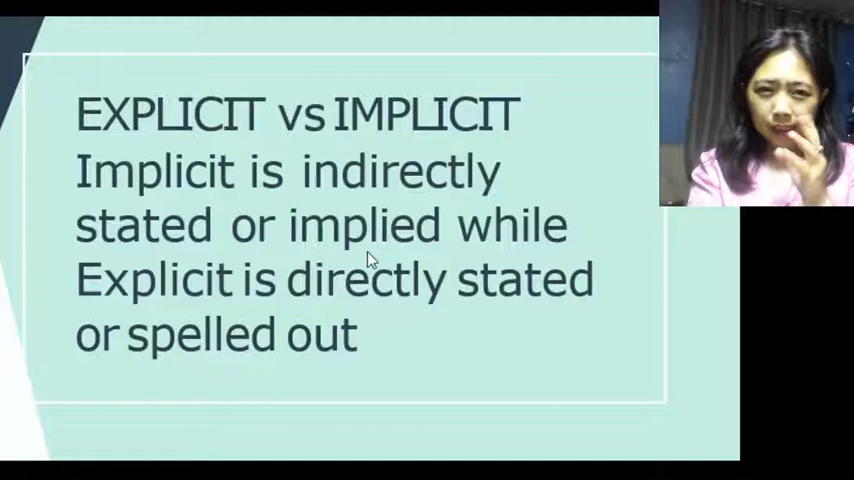 EXPLICIT vs IMPLICIT
Implicit is indirectly
stated or implied while
Explicit is directly stated
or spelled out